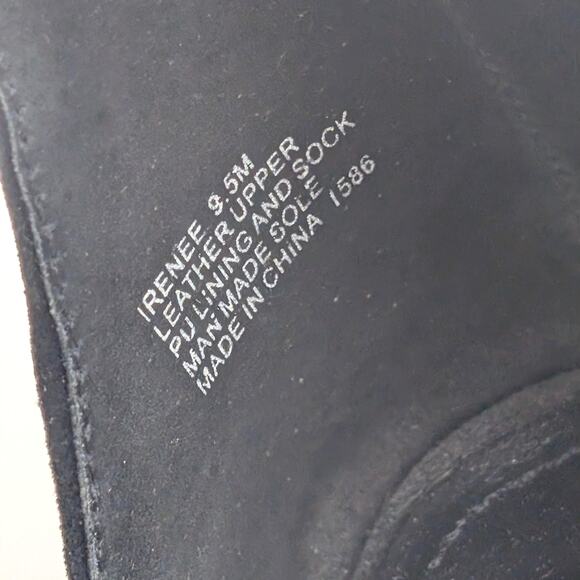 IRENEE 9.5M
LEATHER UPPER
PU LINING AND SOCK
MAN MADE SOLE
MADE IN CHINA 1586